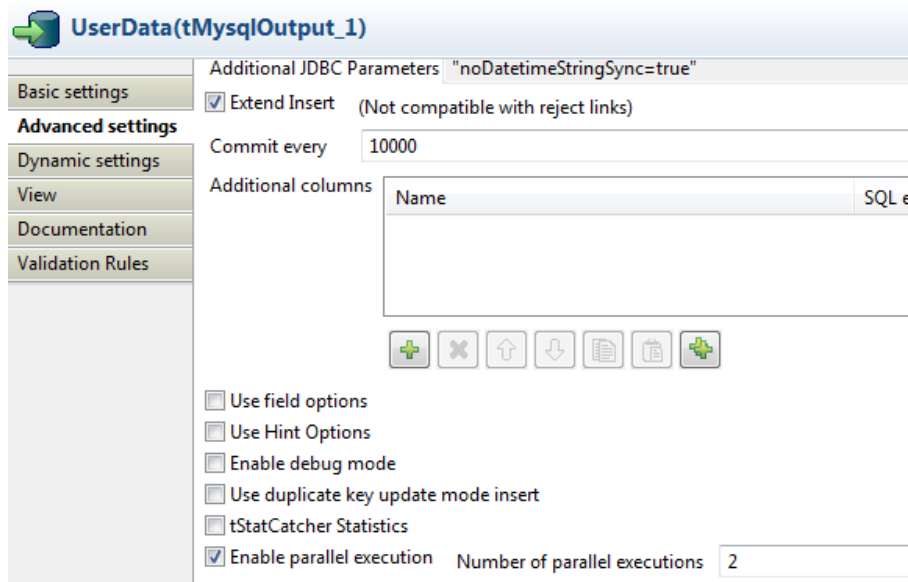 UserData(tMysqlOutput_1)
Basic settings
Advanced settings
Dynamic settings
View
Documentation
Validation Rules
Additional JDBC Parameters "noDatetimeStringSync=true"
Extend Insert (Not compatible with reject links)
Commit every 10000
Additional columns
Name SQL e
Use field options
Use Hint Options
Enable debug mode
Use duplicate key update mode insert
tStatCatcher Statistics
Enable parallel execution Number of parallel executions 2